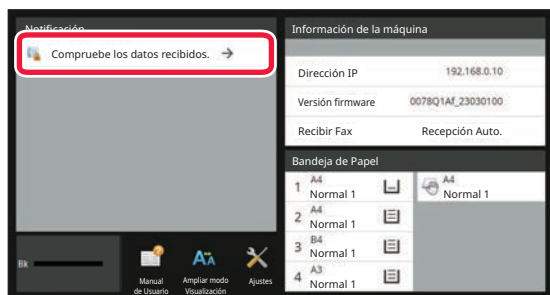 Notificación
Compruebe los datos recibidos. →
Bk
Manual
de Usuario
Ampliar modo
Visualización
Ajustes
Información de la máquina
Dirección IP 192.168.0.10
Versión firmware 0078Q1Af_23030100
Recibir Fax Recepción Auto.
Bandeja de Papel
1 A4
Normal 1
2 A4
Normal 1
3 B4
Normal 1
4 A3
Normal 1
A4
Normal 1